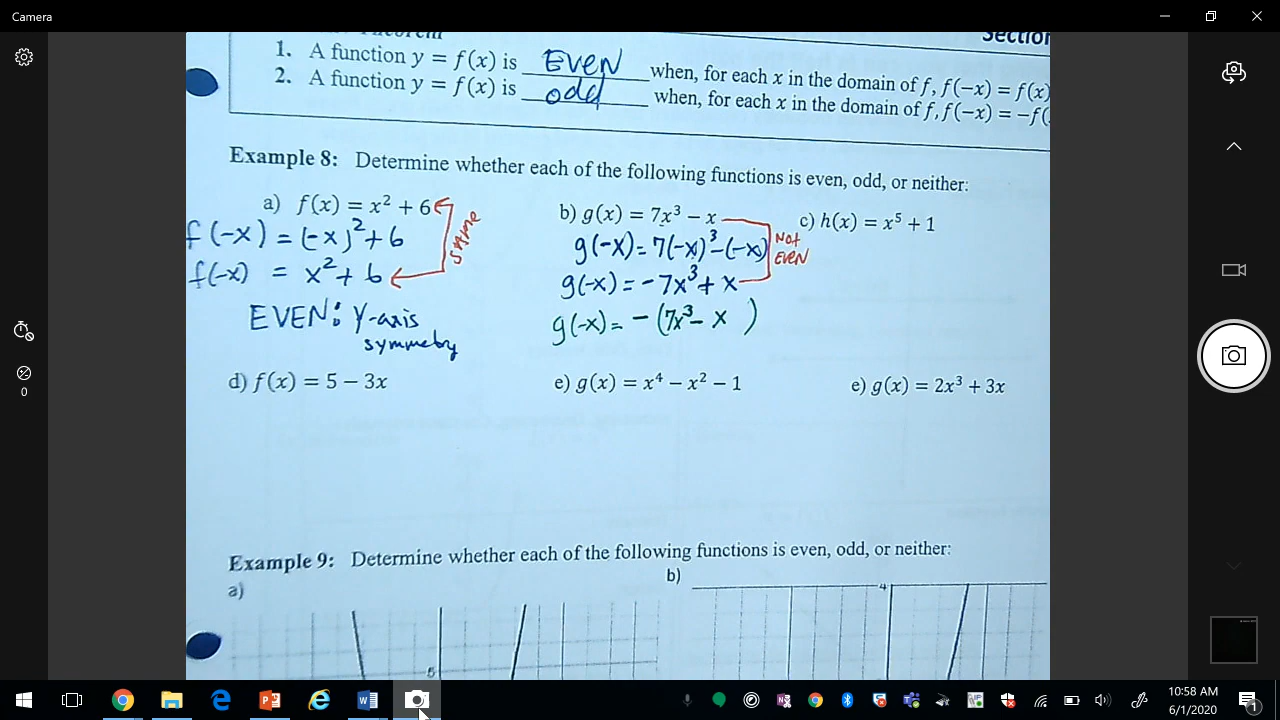 Camera
Section
1. A function y = f(x) is EVEN when, for each x in the domain of f, f(−x) = f(x)
2. A function y = f(x) is odd when, for each x in the domain of f, f(−x) = −f(
Example 8: Determine whether each of the following functions is even, odd, or neither:
a) f(x) = x² + 6
f(-x) = (-x)² + 6
f(-x) = x² + 6
same
EVEN: Y-axis
symmetry
b) g(x) = 7x³ − x
g(-x) = 7(-x)³ - (-x)
g(-x) = -7x³ + x
g(-x) = - (7x³ - x )
Not
EVEN
c) h(x) = x⁵ + 1
d) f(x) = 5 − 3x
e) g(x) = x⁴ − x² − 1
e) g(x) = 2x³ + 3x
Example 9: Determine whether each of the following functions is even, odd, or neither:
a)
b)
4
5
0
10:58 AM
6/1/2020
1